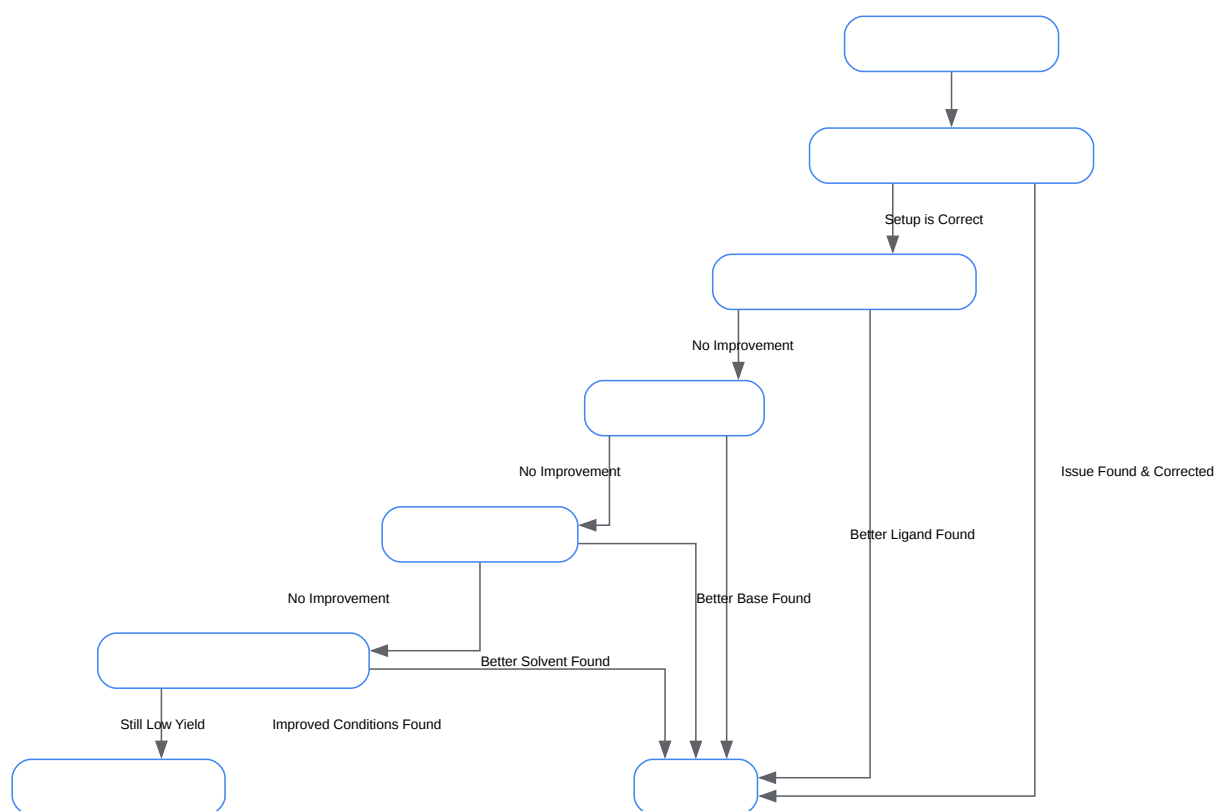 Setup is Correct
No Improvement
No Improvement
Issue Found & Corrected
Better Ligand Found
No Improvement
Better Base Found
Better Solvent Found
Still Low Yield
Improved Conditions Found